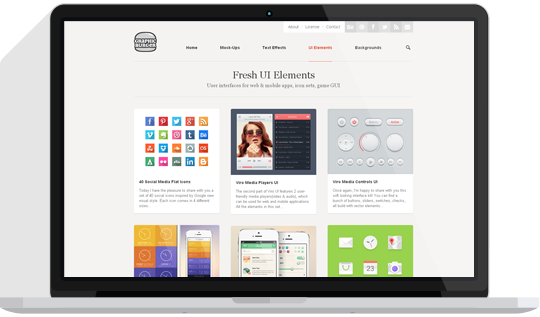 About License Contact
GRAPHIC
BURGER
Home Mock-Ups Text Effects UI Elements Backgrounds
Fresh UI Elements
User interfaces for web & mobile apps, icon sets, game GUI
40 Social Media Flat Icons
Today I have the pleasure to share with you a
set of 40 social icons inspired by Google new
visual style. Each icon comes in 4 different
sizes.
Viro Media Players UI
The second part of Viro UI features 2 user-
friendly media players(video & audio), which
can be used for web and mobile applications.
All the elements in this set
Viro Media Controls UI
Once again, I'm happy to share with you this
soft looking interface kit! You can find a
bunch of buttons, sliders, switches, checks,
all build with vector elements
23